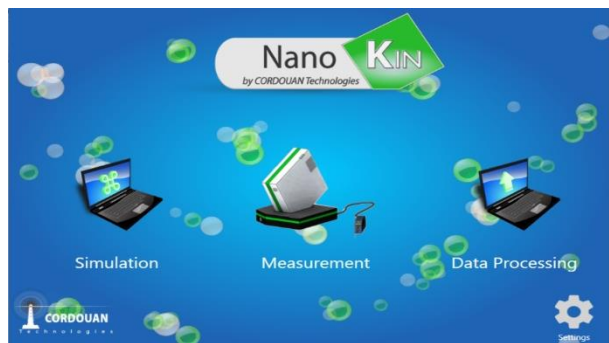 Nano KIN
by CORDOUAN Technologies
Simulation
Measurement
Data Processing
CORDOUAN
Technologies
Settings